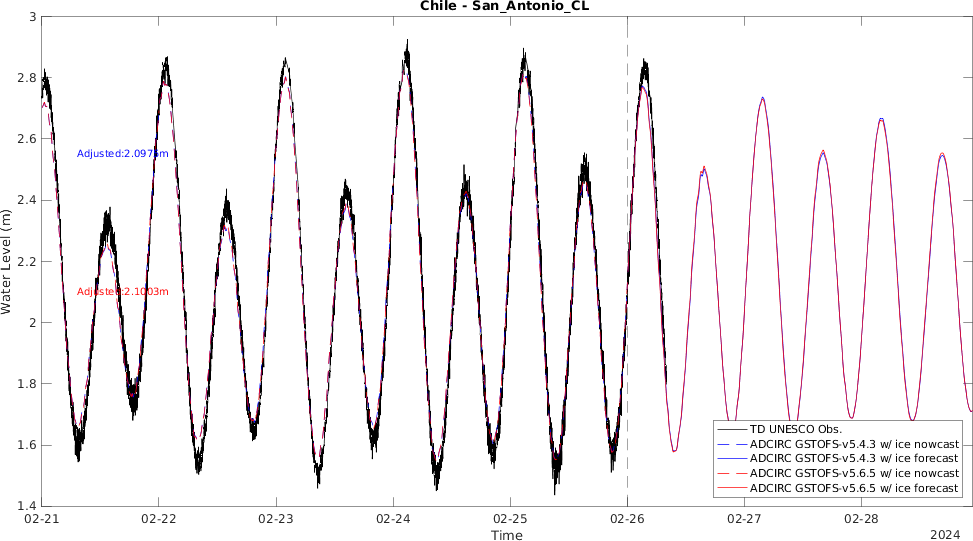 Chile - San_Antonio_CL
Water Level (m)
3
2.8
2.6
2.4
2.2
2
1.8
1.6
1.4
Adjusted:2.0975m
Adjusted:2.1003m
TD UNESCO Obs.
ADCIRC GSTOFS-v5.4.3 w/ ice nowcast
ADCIRC GSTOFS-v5.4.3 w/ ice forecast
ADCIRC GSTOFS-v5.6.5 w/ ice nowcast
ADCIRC GSTOFS-v5.6.5 w/ ice forecast
02-21 02-22 02-23 02-24 02-25 02-26 02-27 02-28
Time
2024